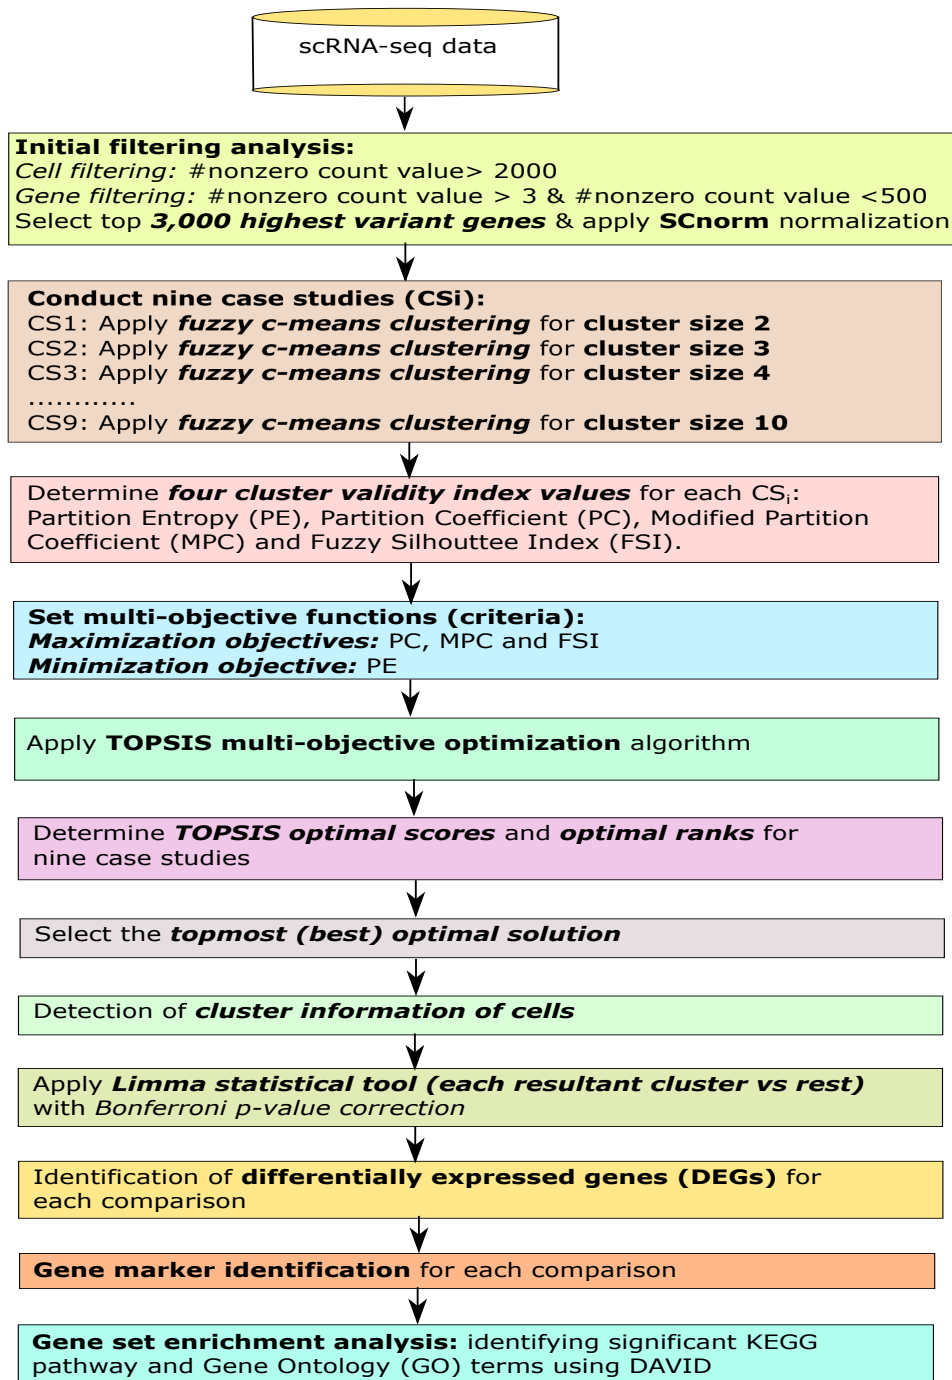 scRNA-seq data
Initial filtering analysis:
Cell filtering: #nonzero count value> 2000
Gene filtering: #nonzero count value > 3 & #nonzero count value <500
Select top 3,000 highest variant genes & apply SCnorm normalization
Conduct nine case studies (CSi):
CS1: Apply fuzzy c-means clustering for cluster size 2
CS2: Apply fuzzy c-means clustering for cluster size 3
CS3: Apply fuzzy c-means clustering for cluster size 4
............
CS9: Apply fuzzy c-means clustering for cluster size 10
Determine four cluster validity index values for each CSi:
Partition Entropy (PE), Partition Coefficient (PC), Modified Partition
Coefficient (MPC) and Fuzzy Silhouttee Index (FSI).
Set multi-objective functions (criteria):
Maximization objectives: PC, MPC and FSI
Minimization objective: PE
Apply TOPSIS multi-objective optimization algorithm
Determine TOPSIS optimal scores and optimal ranks for
nine case studies
Select the topmost (best) optimal solution
Detection of cluster information of cells
Apply Limma statistical tool (each resultant cluster vs rest)
with Bonferroni p-value correction
Identification of differentially expressed genes (DEGs) for
each comparison
Gene marker identification for each comparison
Gene set enrichment analysis: identifying significant KEGG
pathway and Gene Ontology (GO) terms using DAVID